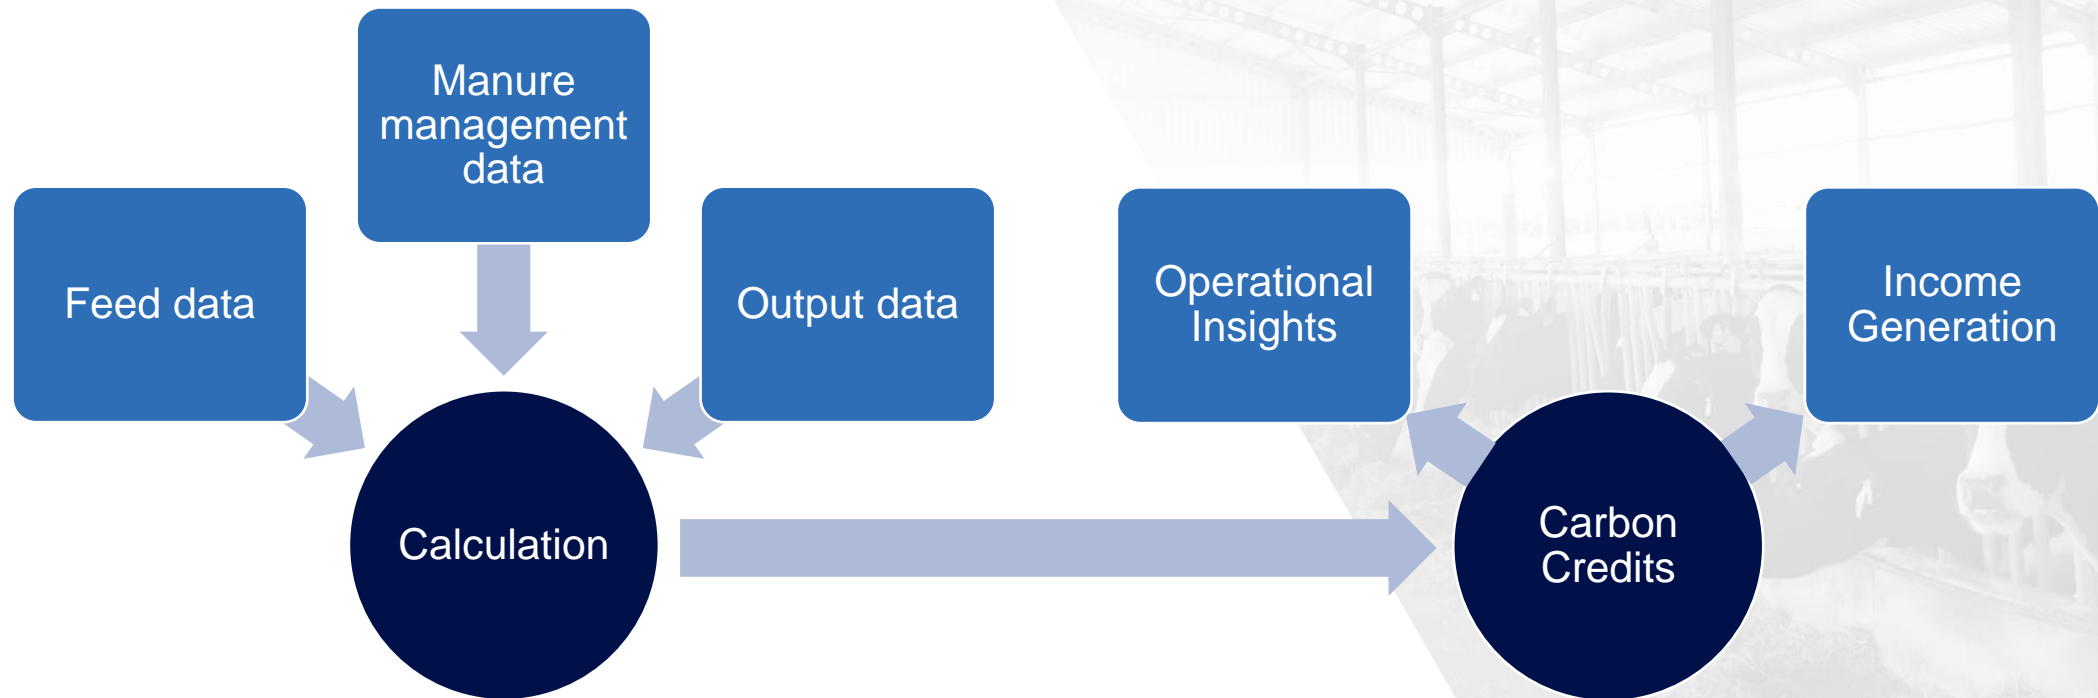 Manure
management
data
Feed data
Output data
Operational
Insights
Income
Generation
Calculation
Carbon
Credits